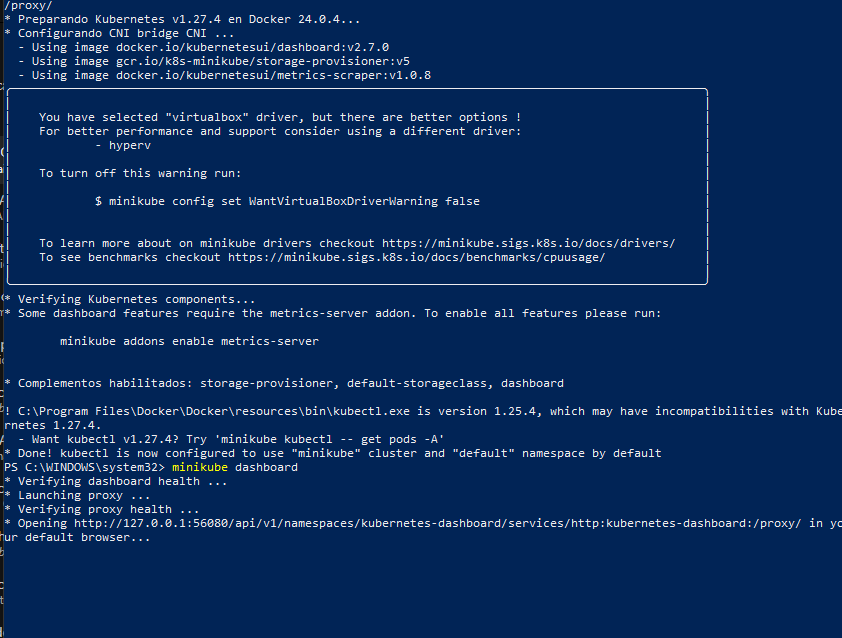 /proxy/
* Preparando Kubernetes v1.27.4 en Docker 24.0.4...
* Configurando CNI bridge CNI ...
  - Using image docker.io/kubernetesui/dashboard:v2.7.0
  - Using image gcr.io/k8s-minikube/storage-provisioner:v5
  - Using image docker.io/kubernetesui/metrics-scraper:v1.0.8
You have selected "virtualbox" driver, but there are better options !
For better performance and support consider using a different driver:
- hyperv
To turn off this warning run:
$ minikube config set WantVirtualBoxDriverWarning false
To learn more about on minikube drivers checkout https://minikube.sigs.k8s.io/docs/drivers/
To see benchmarks checkout https://minikube.sigs.k8s.io/docs/benchmarks/cpuusage/
* Verifying Kubernetes components...
* Some dashboard features require the metrics-server addon. To enable all features please run:
minikube addons enable metrics-server
* Complementos habilitados: storage-provisioner, default-storageclass, dashboard
! C:\Program Files\Docker\Docker\resources\bin\kubectl.exe is version 1.25.4, which may have incompatibilities with Kube
rnetes 1.27.4.
  - Want kubectl v1.27.4? Try 'minikube kubectl -- get pods -A'
* Done! kubectl is now configured to use "minikube" cluster and "default" namespace by default
PS C:\WINDOWS\system32> minikube dashboard
* Verifying dashboard health ...
* Launching proxy ...
* Verifying proxy health ...
* Opening http://127.0.0.1:56080/api/v1/namespaces/kubernetes-dashboard/services/http:kubernetes-dashboard:/proxy/ in yo
ur default browser...